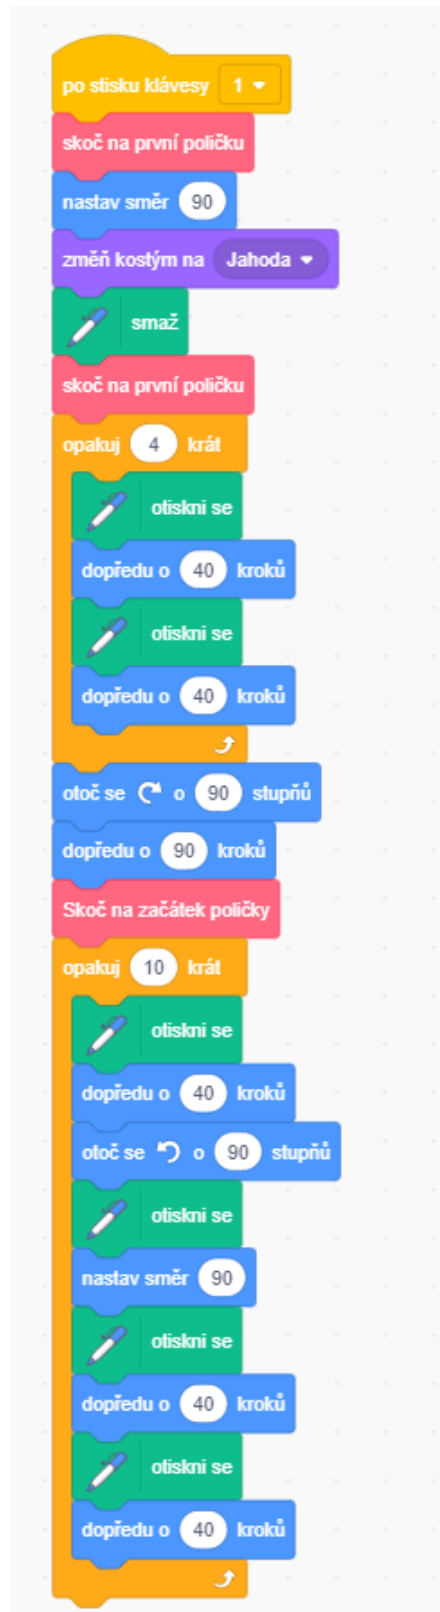 po stisku klávesy 1
skoč na první poličku
nastav směr 90
změň kostým na Jahoda
smaž
skoč na první poličku
opakuj 4 krát
otiskni se
dopředu o 40 kroků
otiskni se
dopředu o 40 kroků
otoč se o 90 stupňů
dopředu o 90 kroků
Skoč na začátek poličky
opakuj 10 krát
otiskni se
dopředu o 40 kroků
otoč se o 90 stupňů
otiskni se
nastav směr 90
otiskni se
dopředu o 40 kroků
otiskni se
dopředu o 40 kroků